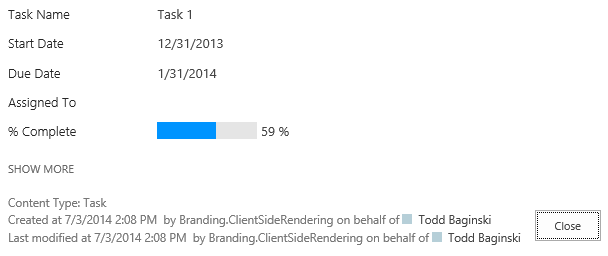 Task Name Task 1
Start Date 12/31/2013
Due Date 1/31/2014
Assigned To
% Complete 59 %
SHOW MORE
Content Type: Task
Created at 7/3/2014 2:08 PM by Branding.ClientSideRendering on behalf of Todd Baginski
Last modified at 7/3/2014 2:08 PM by Branding.ClientSideRendering on behalf of Todd Baginski
Close